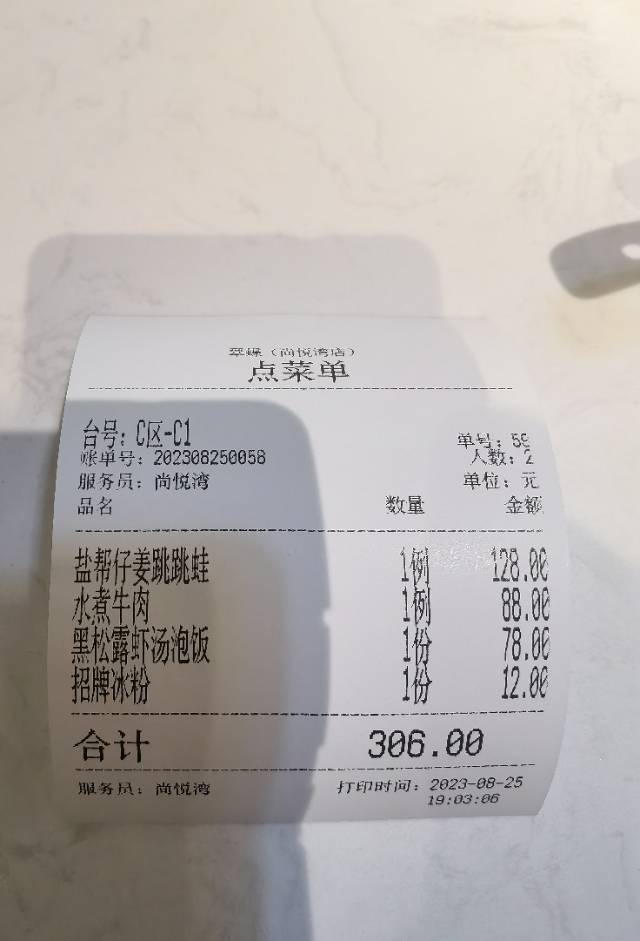 翠蝶（尚悦湾店）
点菜单
台号：C区-C1 单号：58
账单号：202308250058 人数：2
服务员：尚悦湾 单位：元
品名 数量 金额
盐帮仔姜跳跳蛙 1例 128.00
水煮牛肉 1例 88.00
黑松露虾汤泡饭 1份 78.00
招牌冰粉 1份 12.00
合计 306.00
服务员：尚悦湾 打印时间：2023-08-25
19:03:06